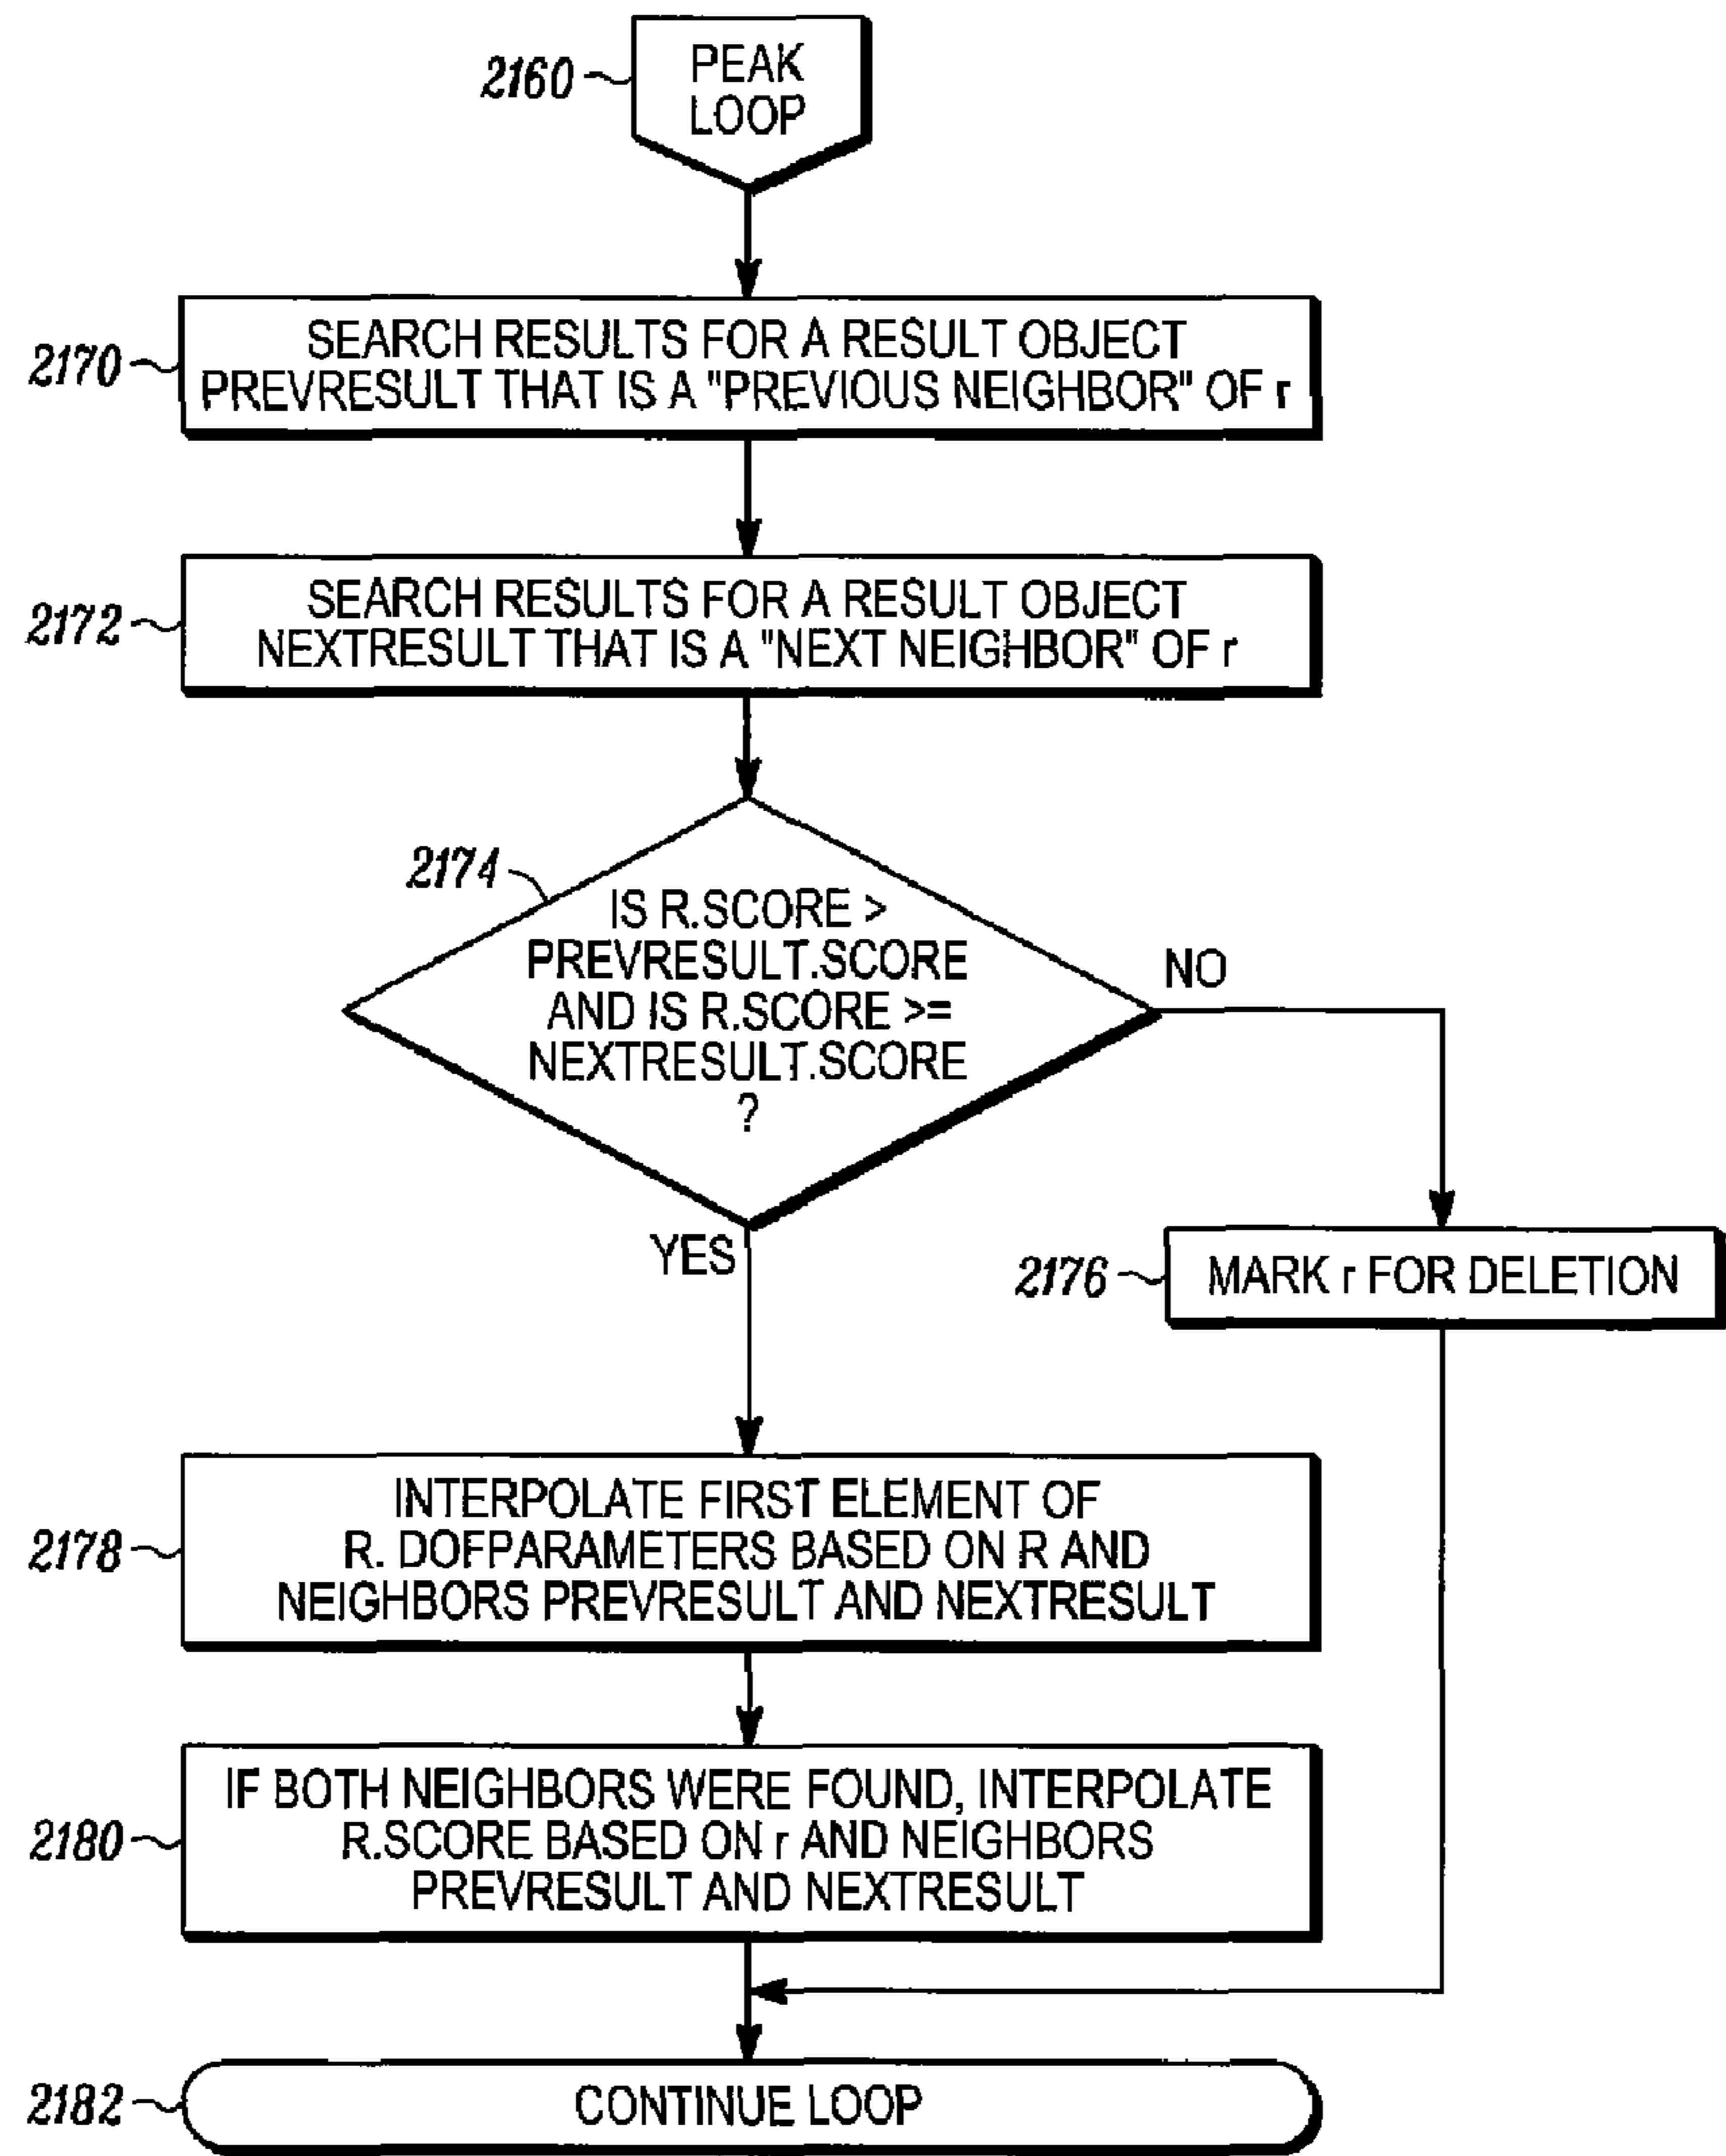 2160
PEAK
LOOP
2170
SEARCH RESULTS FOR A RESULT OBJECT
PREVRESULT THAT IS A "PREVIOUS NEIGHBOR" OF r
2172
SEARCH RESULTS FOR A RESULT OBJECT
NEXTRESULT THAT IS A "NEXT NEIGHBOR" OF r
2174
IS R.SCORE >
PREVRESULT.SCORE
AND IS R.SCORE >=
NEXTRESULT.SCORE
?
NO
YES
2176
MARK r FOR DELETION
2178
INTERPOLATE FIRST ELEMENT OF
R. DOFPARAMETERS BASED ON R AND
NEIGHBORS PREVRESULT AND NEXTRESULT
2180
IF BOTH NEIGHBORS WERE FOUND, INTERPOLATE
R.SCORE BASED ON r AND NEIGHBORS
PREVRESULT AND NEXTRESULT
2182
CONTINUE LOOP